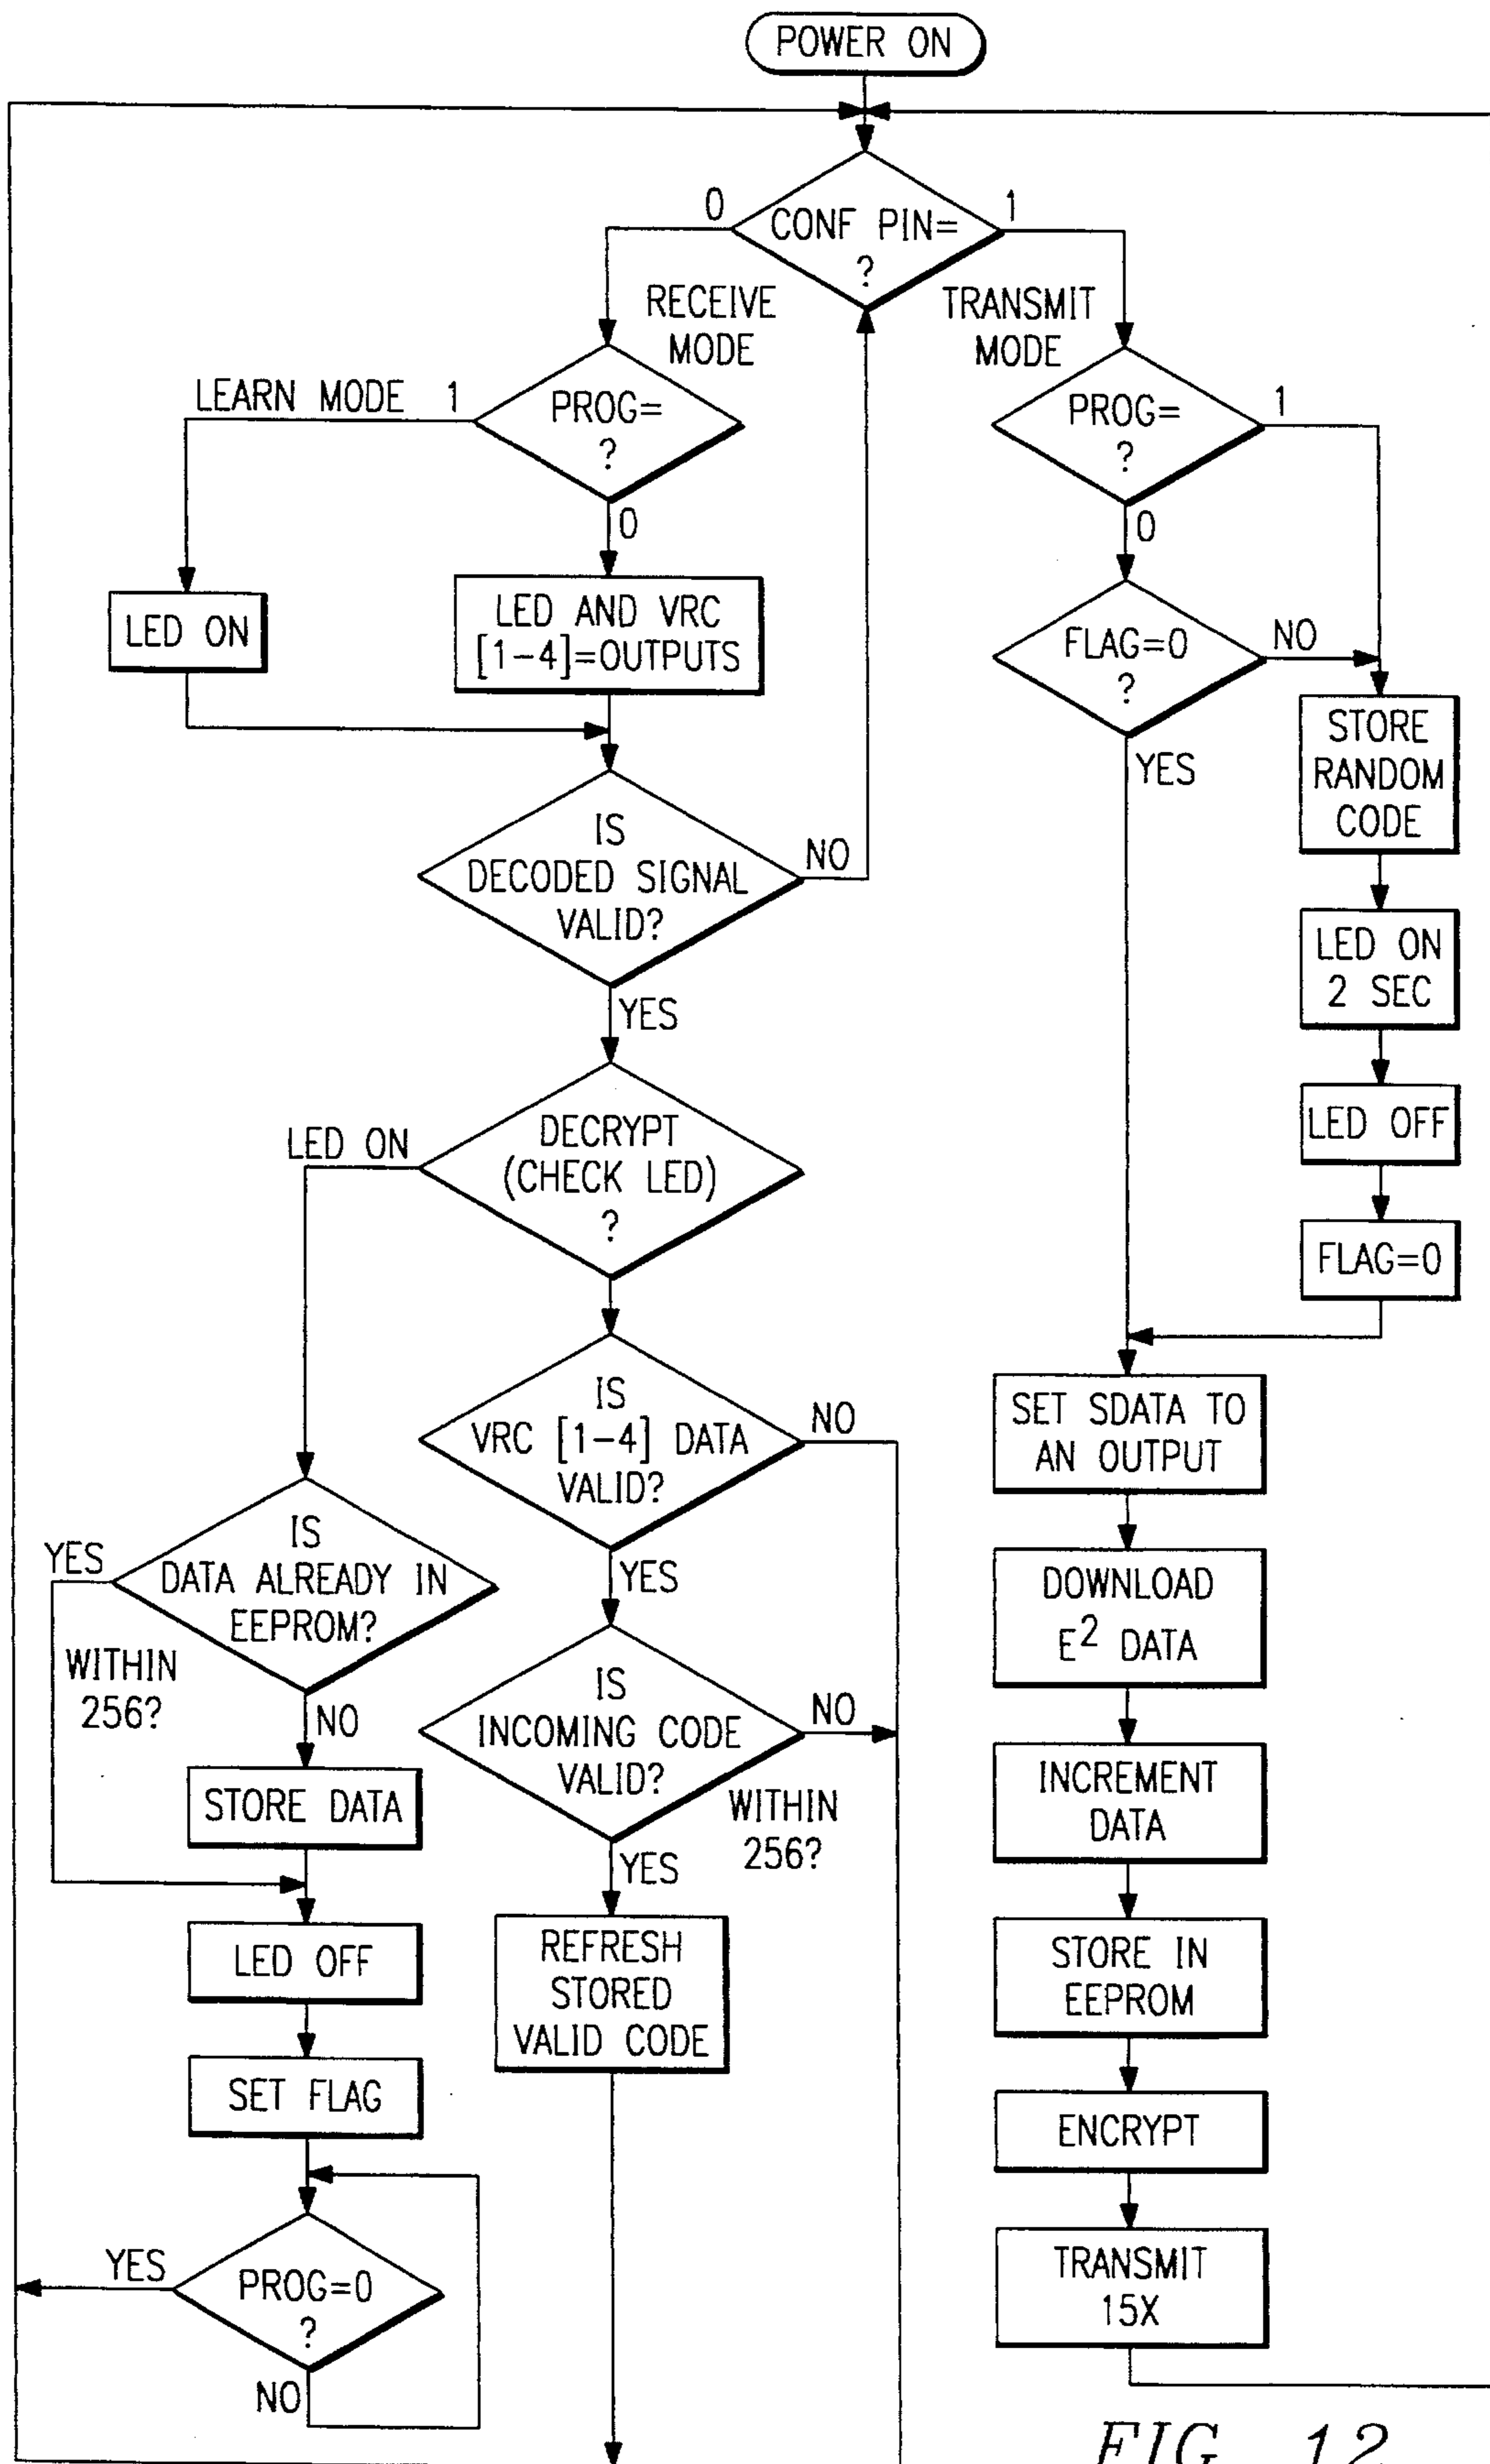 POWER ON
0
CONF PIN=
?
1
RECEIVE
MODE
TRANSMIT
MODE
LEARN MODE
1
PROG=
?
0
PROG=
?
1
0
LED ON
LED AND VRC
[1-4]=OUTPUTS
FLAG=0
?
NO
YES
STORE
RANDOM
CODE
IS
DECODED SIGNAL
VALID?
NO
YES
LED ON
2 SEC
LED OFF
FLAG=0
LED ON
DECRYPT
(CHECK LED)
?
IS
VRC [1-4] DATA
VALID?
NO
YES
SET SDATA TO
AN OUTPUT
IS
DATA ALREADY IN
EEPROM?
YES
WITHIN
256?
NO
IS
INCOMING CODE
VALID?
NO
WITHIN
256?
YES
DOWNLOAD
E² DATA
INCREMENT
DATA
STORE DATA
LED OFF
REFRESH
STORED
VALID CODE
STORE IN
EEPROM
SET FLAG
ENCRYPT
YES
PROG=0
?
NO
TRANSMIT
15X
FIG. 12